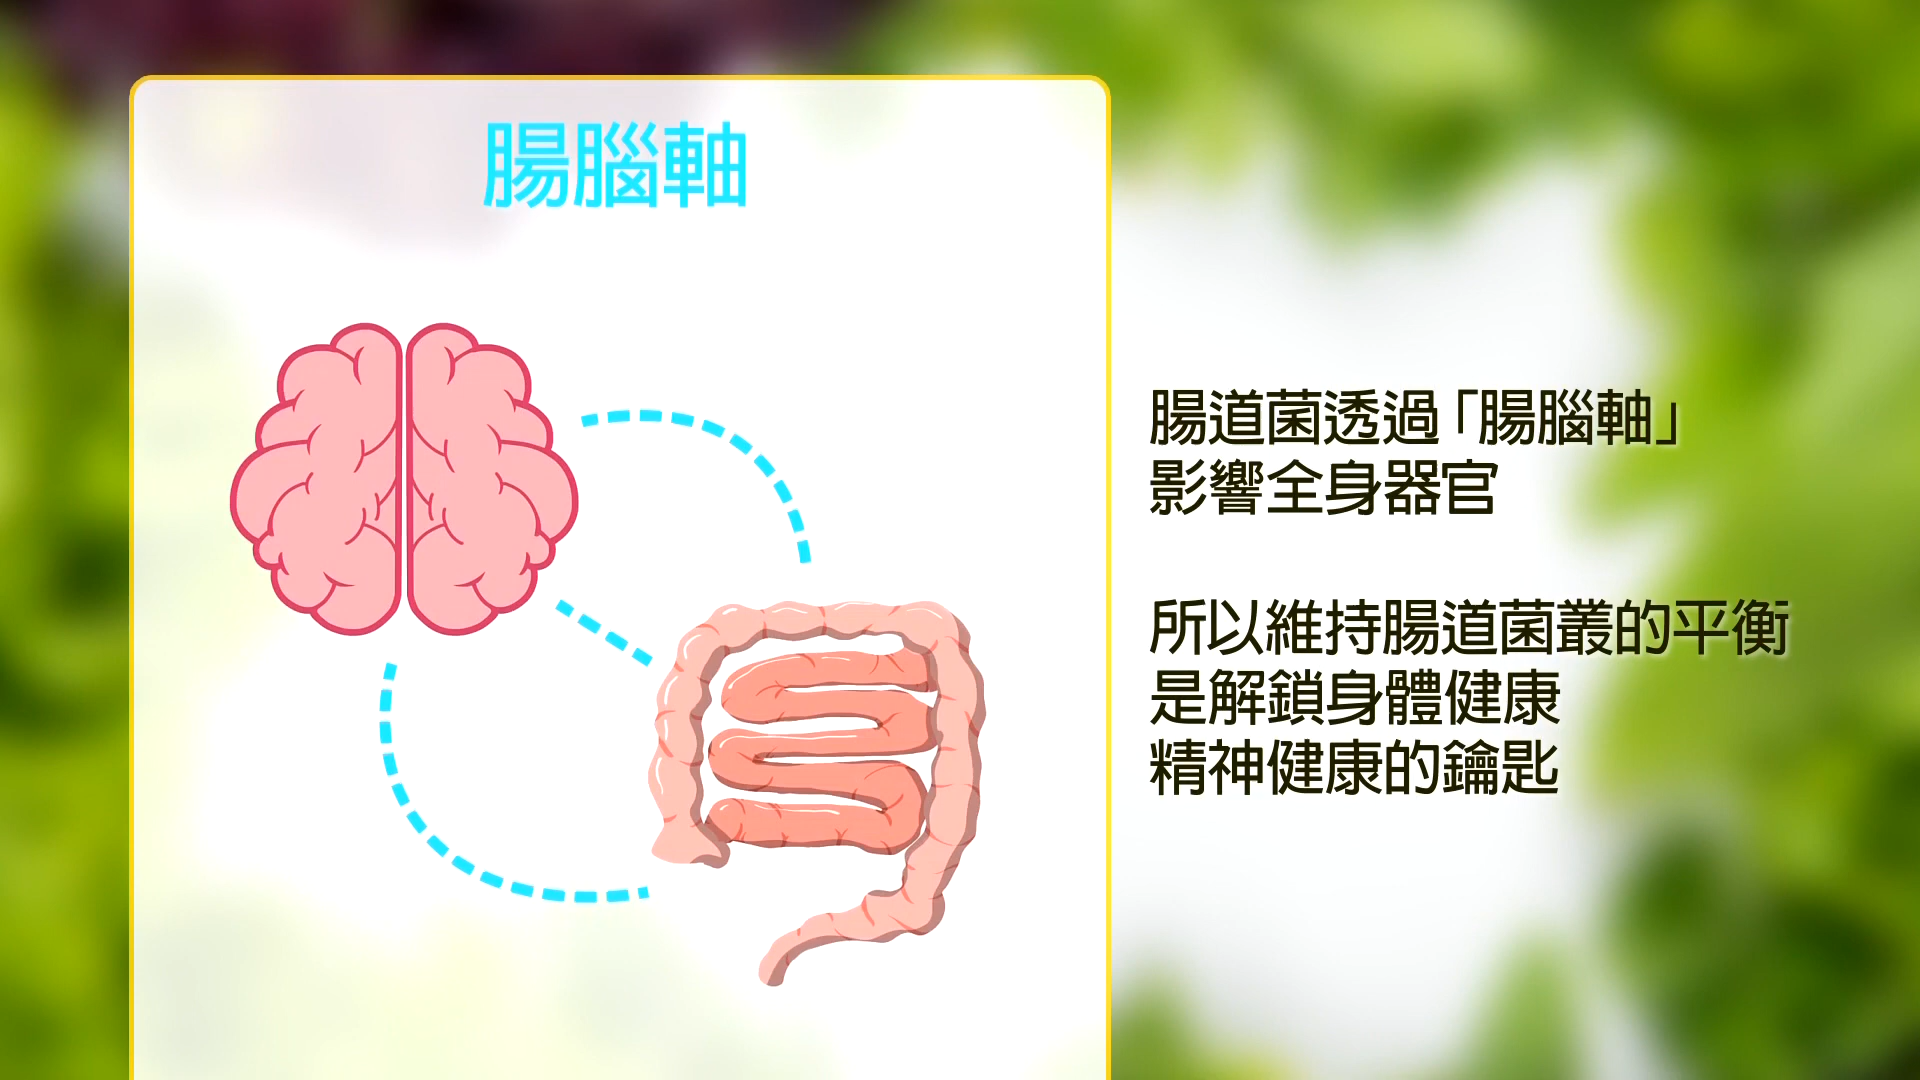 腸腦軸
腸道菌透過「腸腦軸」
影響全身器官
所以維持腸道菌叢的平衡
是解鎖身體健康
精神健康的鑰匙